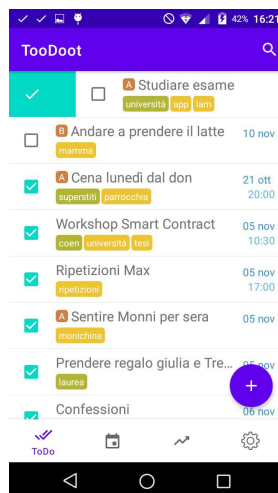 42% 16:21
TooDoot
A Studiare esame
università app lam
B Andare a prendere il latte 10 nov
mamma
A Cena lunedì dal don 21 ott
superstiti parrocchia 20:00
Workshop Smart Contract 05 nov
coen università tesi 10:30
Ripetizioni Max 05 nov
ripetizioni 17:00
A Sentire Monni per sera 05 nov
monichina
Prendere regalo giulia e Tre... 05 nov
laurea
Confessioni 06 nov
ToDo